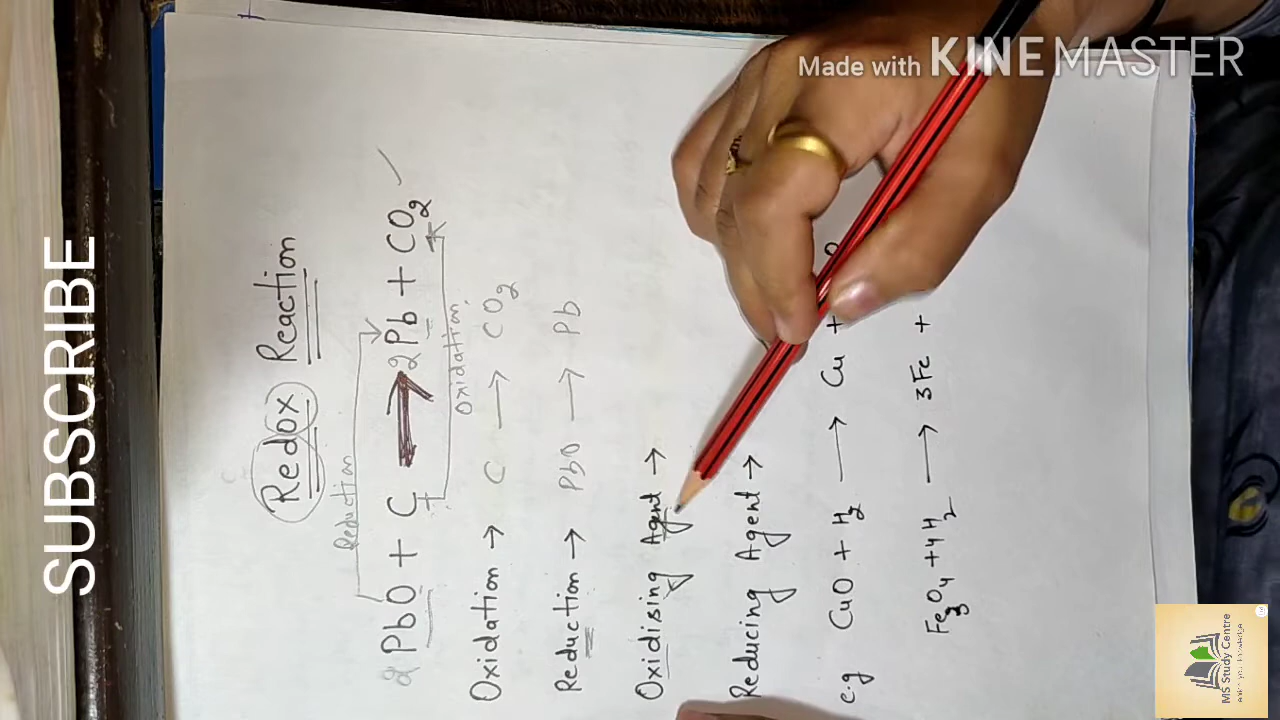 Made with KINEMASTER
SUBSCRIBE
Redox Reaction
Reduction
2PbO + C → 2Pb + CO2
Oxidation
Oxidation → C → CO2
Reduction → PbO → Pb
Oxidising Agent →
Reducing Agent →
e.g CuO + H2 → Cu +
Fe3O4 + 4H2 → 3Fe +
MS Study Centre